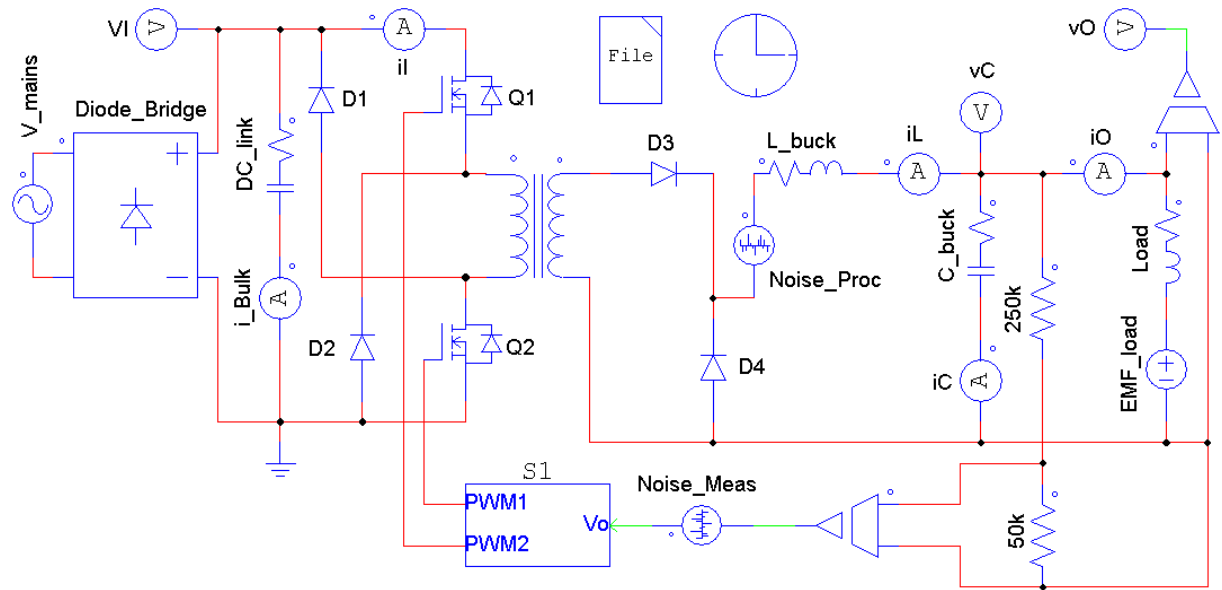 VI
V
A
iI
File
vO
V
V_mains
Diode_Bridge
D1
Q1
vC
V
DC_link
D3
L_buck
iL
A
iO
A
C_buck
Load
Noise_Proc
i_Bulk
A
250k
D2
Q2
D4
iC
A
EMF_load
S1
Noise_Meas
PWM1
Vo
PWM2
50k